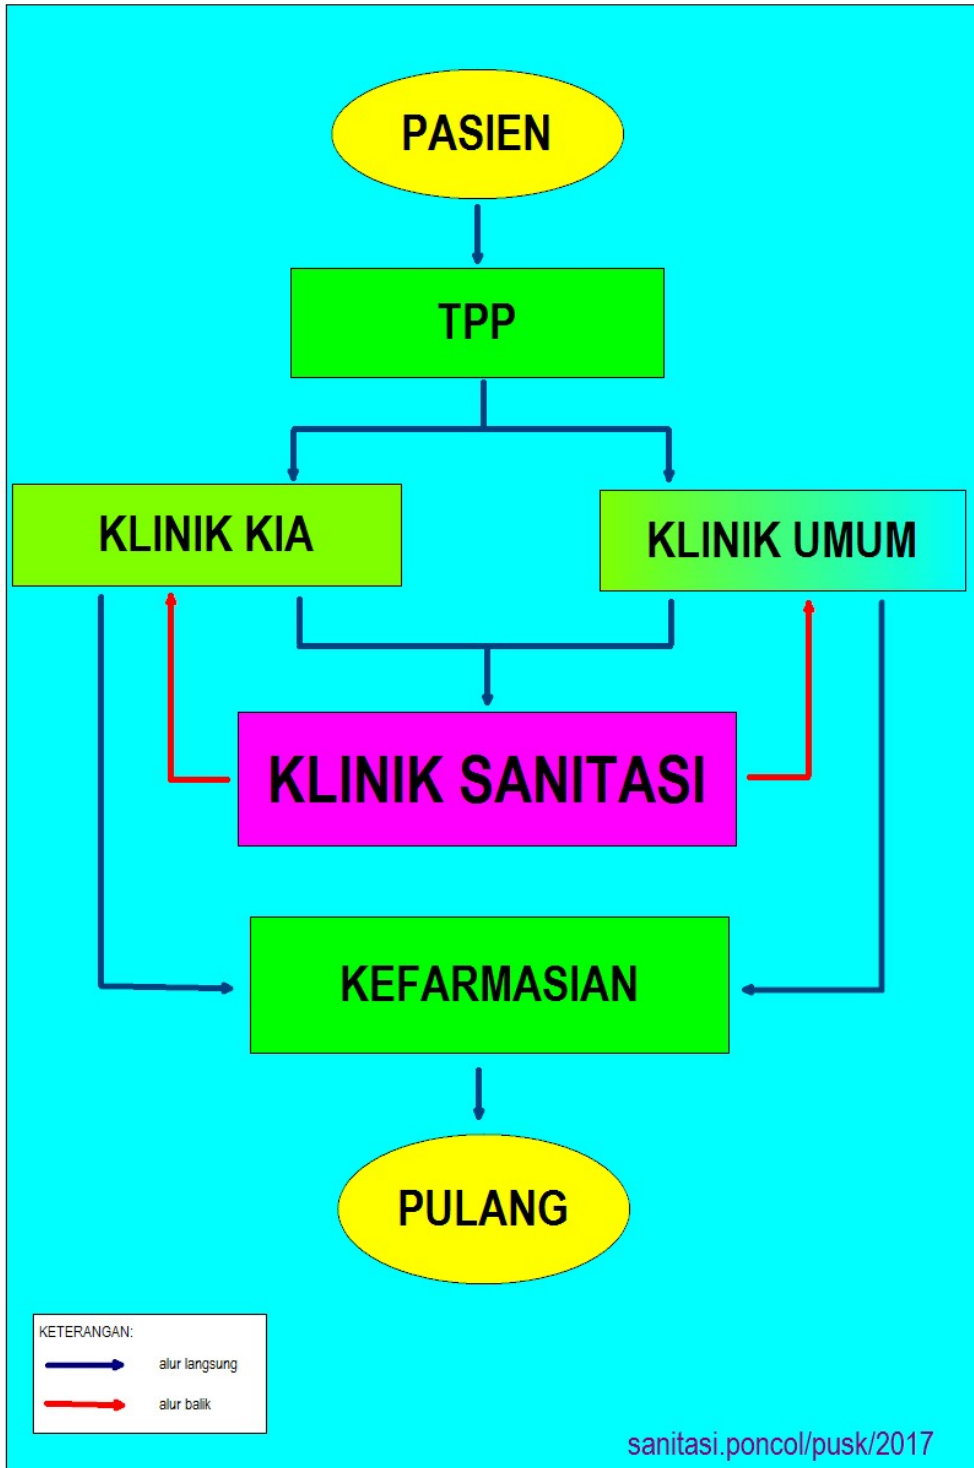 PASIEN
TPP
KLINIK KIA
KLINIK UMUM
KLINIK SANITASI
KEFARMASIAN
PULANG
KETERANGAN:
alur langsung
alur balik
sanitasi.poncol/pusk/2017